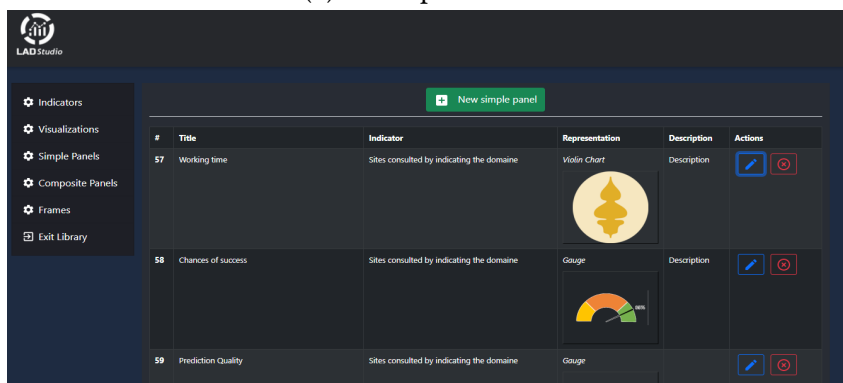 LAD Studio
Indicators
Visualizations
Simple Panels
Composite Panels
Frames
Exit Library
New simple panel
# Title Indicator Representation Description Actions
57 Working time Sites consulted by indicating the domaine Violin Chart Description
58 Chances of success Sites consulted by indicating the domaine Gauge Description
59 Prediction Quality Sites consulted by indicating the domaine Gauge